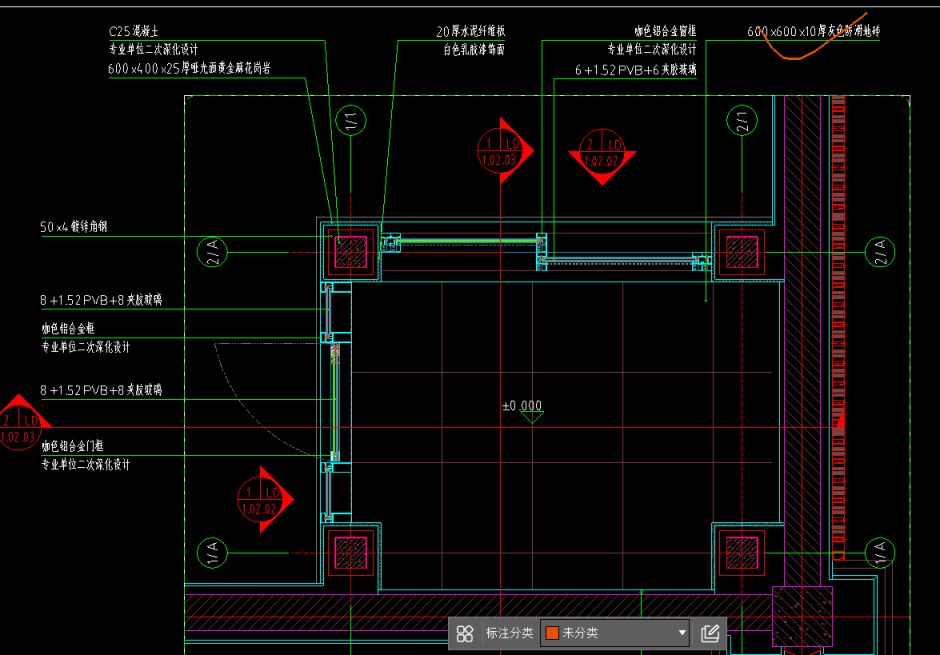 C25混凝土
专业单位二次深化设计
600x400x25厚哑光面黄金麻花岗岩
20厚水泥纤维板
白色乳胶漆饰面
咖色铝合金窗框
专业单位二次深化设计
6+1.52PVB+6夹胶玻璃
600x600x10厚灰色防滑地砖
1/1
2/1
1 LD
1.02.03
2 LD
1.02.02
50x4镀锌角钢
2/A
2/A
8+1.52PVB+8夹胶玻璃
咖色铝合金框
专业单位二次深化设计
8+1.52PVB+8夹胶玻璃
±0.000
2 LD
1.02.03
咖色铝合金门框
专业单位二次深化设计
1 LD
1.02.02
1/A
1/A
标注分类
未分类